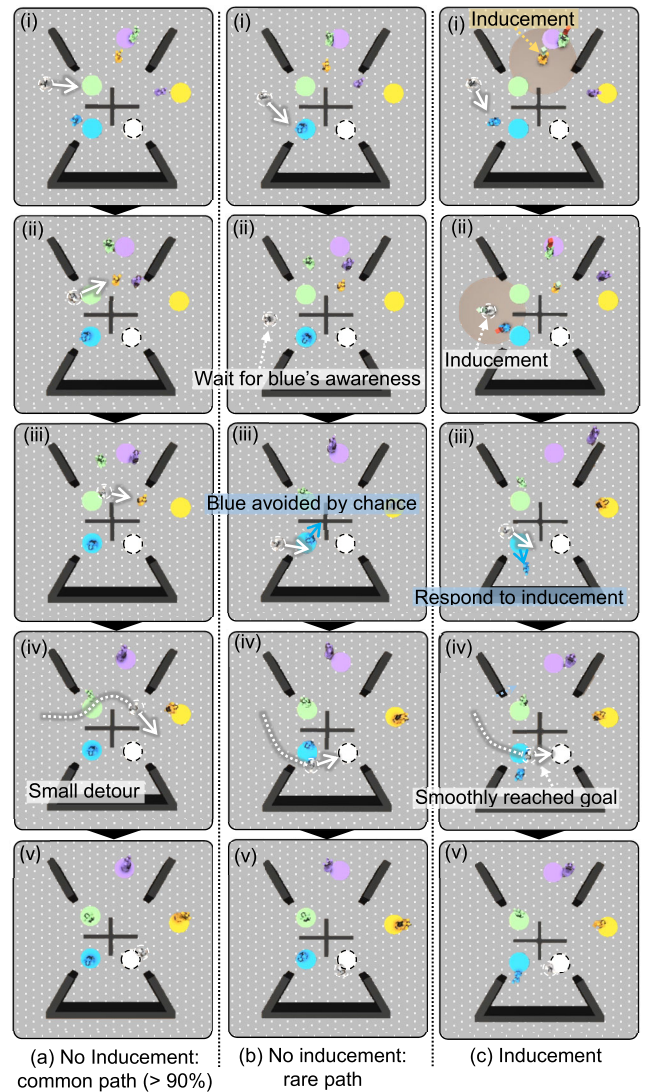 (i)
(i)
(i)
Inducement
(ii)
(ii)
(ii)
Wait for blue's awareness
Inducement
(iii)
(iii)
(iii)
Blue avoided by chance
Respond to inducement
(iv)
(iv)
(iv)
Small detour
Smoothly reached goal
(v)
(v)
(v)
(a) No Inducement:
common path (> 90%)
(b) No inducement:
rare path
(c) Inducement